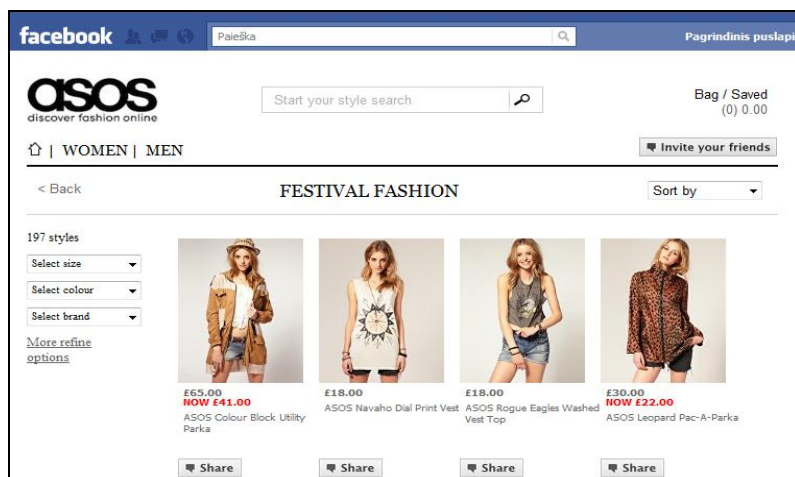 facebook
Paieška
Pagrindinis puslapi
asos
discover fashion online
Start your style search
Bag / Saved
(0) 0.00
| WOMEN | MEN
Invite your friends
< Back
FESTIVAL FASHION
Sort by
197 styles
Select size
Select colour
Select brand
More refine
options
£65.00
NOW £41.00
ASOS Colour Block Utility
Parka
Share
£18.00
ASOS Navaho Dial Print Vest
Share
£18.00
ASOS Rogue Eagles Washed
Vest Top
Share
£30.00
NOW £22.00
ASOS Leopard Pac-A-Parka
Share